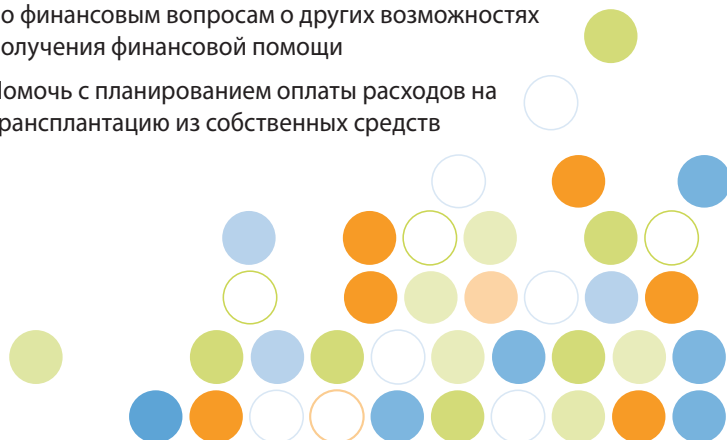 о финансовым вопросам о других возможностях
олучения финансовой помощи
омочь с планированием оплаты расходов на
рансплантацию из собственных средств